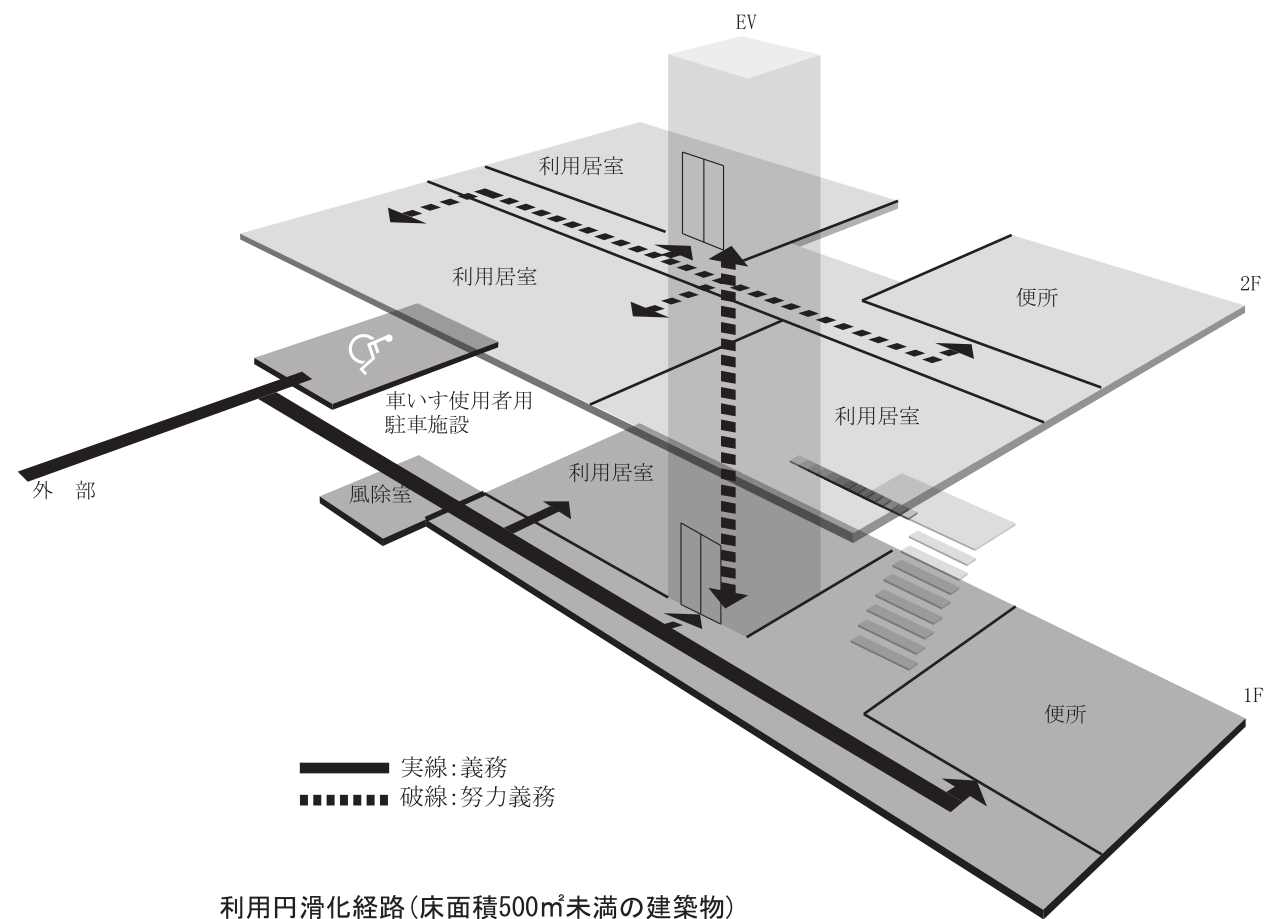 EV
利用居室
利用居室
便所
2F
車いす使用者用
駐車施設
利用居室
外　部
風除室
利用居室
1F
便所
実線：義務
破線：努力義務
利用円滑化経路（床面積500㎡未満の建築物）